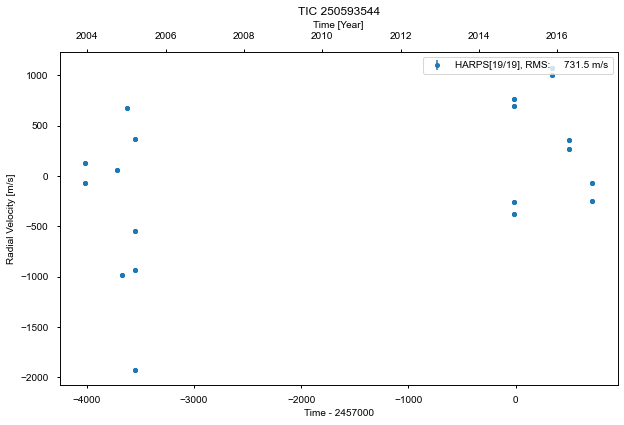 TIC 250593544
Time [Year]
2004 2006 2008 2010 2012 2014 2016
HARPS[19/19], RMS: 731.5 m/s
Radial Velocity [m/s]
1000
500
0
−500
−1000
−1500
−2000
−4000 −3000 −2000 −1000 0
Time - 2457000